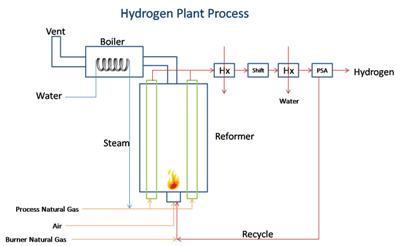 Hydrogen Plant Process
Vent
Boiler
Hx
Shift
Hx
PSA
Hydrogen
Water
Water
Steam
Reformer
Process Natural Gas
Air
Burner Natural Gas
Recycle